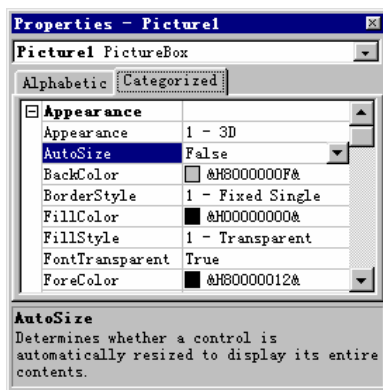 Properties - Picture1
Picture1 PictureBox
Alphabetic Categorized
Appearance
Appearance 1 - 3D
AutoSize False
BackColor &H8000000F&
BorderStyle 1 - Fixed Single
FillColor &H00000000&
FillStyle 1 - Transparent
FontTransparent True
ForeColor &H80000012&
AutoSize
Determines whether a control is
automatically resized to display its entire
contents.